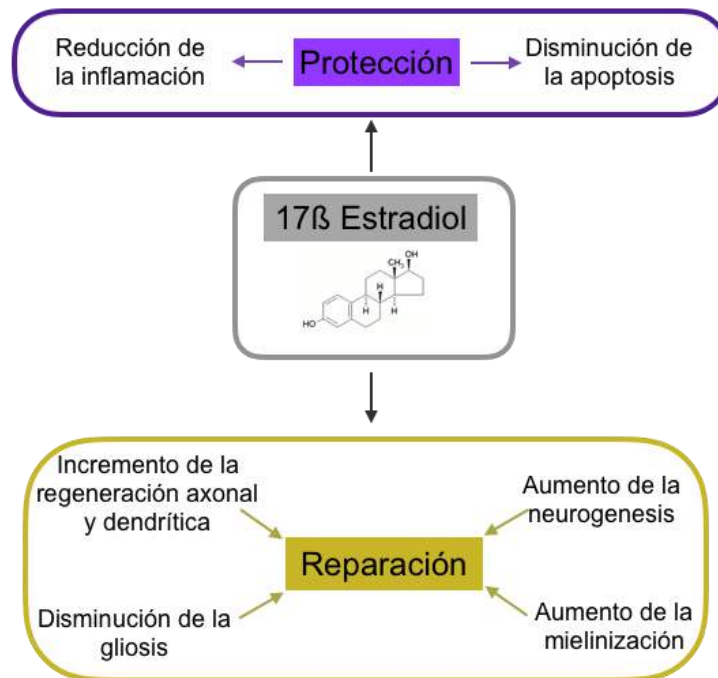 Reducción de
la inflamación
Protección
Disminución de
la apoptosis
17ß Estradiol
OH
CH₃
H
H
H
HO
Incremento de la
regeneración axonal
y dendrítica
Aumento de la
neurogenesis
Reparación
Disminución de la
gliosis
Aumento de la
mielinización